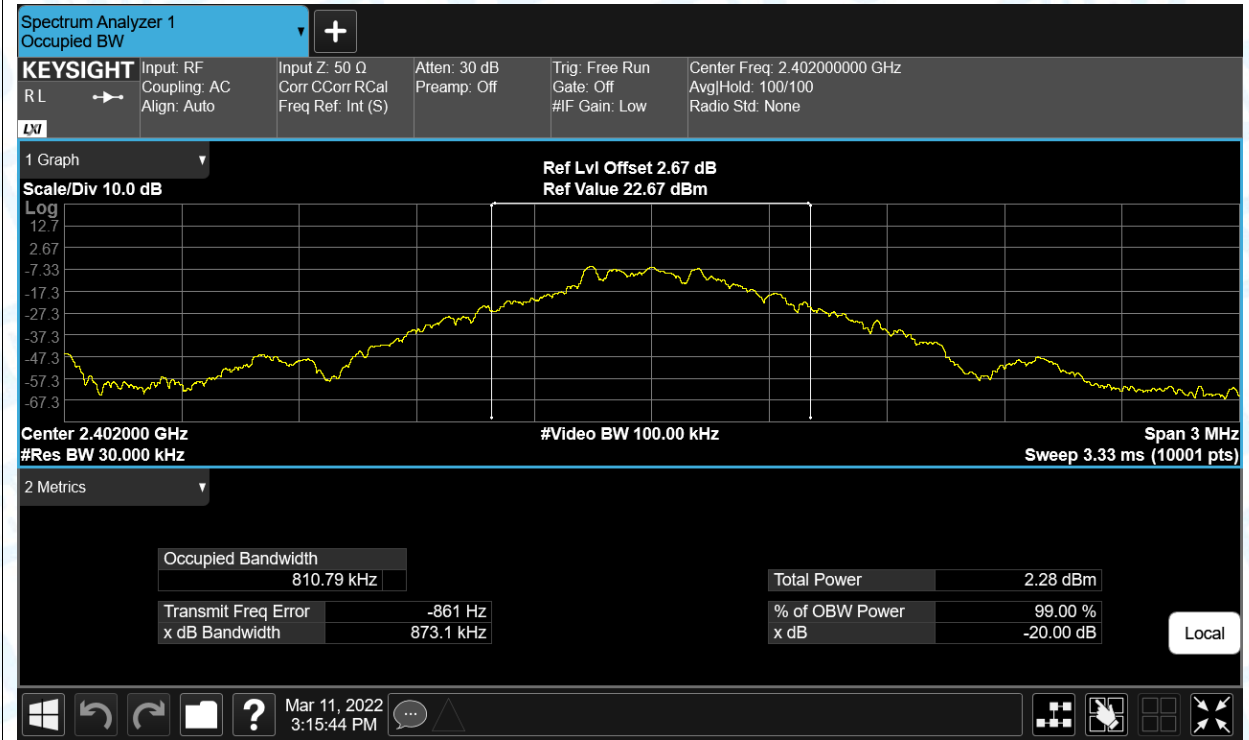 Spectrum Analyzer 1
Occupied BW
KEYSIGHT
R L
LXI
Input: RF
Coupling: AC
Align: Auto
Input Z: 50 Ω
Corr CCorr RCal
Freq Ref: Int (S)
Atten: 30 dB
Preamp: Off
Trig: Free Run
Gate: Off
#IF Gain: Low
Center Freq: 2.402000000 GHz
Avg|Hold: 100/100
Radio Std: None
1 Graph
Scale/Div 10.0 dB
Ref Lvl Offset 2.67 dB
Ref Value 22.67 dBm
Log
12.7
2.67
-7.33
-17.3
-27.3
-37.3
-47.3
-57.3
-67.3
Center 2.402000 GHz
#Res BW 30.000 kHz
#Video BW 100.00 kHz
Span 3 MHz
Sweep 3.33 ms (10001 pts)
2 Metrics
Occupied Bandwidth
810.79 kHz
Transmit Freq Error -861 Hz
x dB Bandwidth 873.1 kHz
Total Power 2.28 dBm
% of OBW Power 99.00 %
x dB -20.00 dB
Local
?
Mar 11, 2022
3:15:44 PM